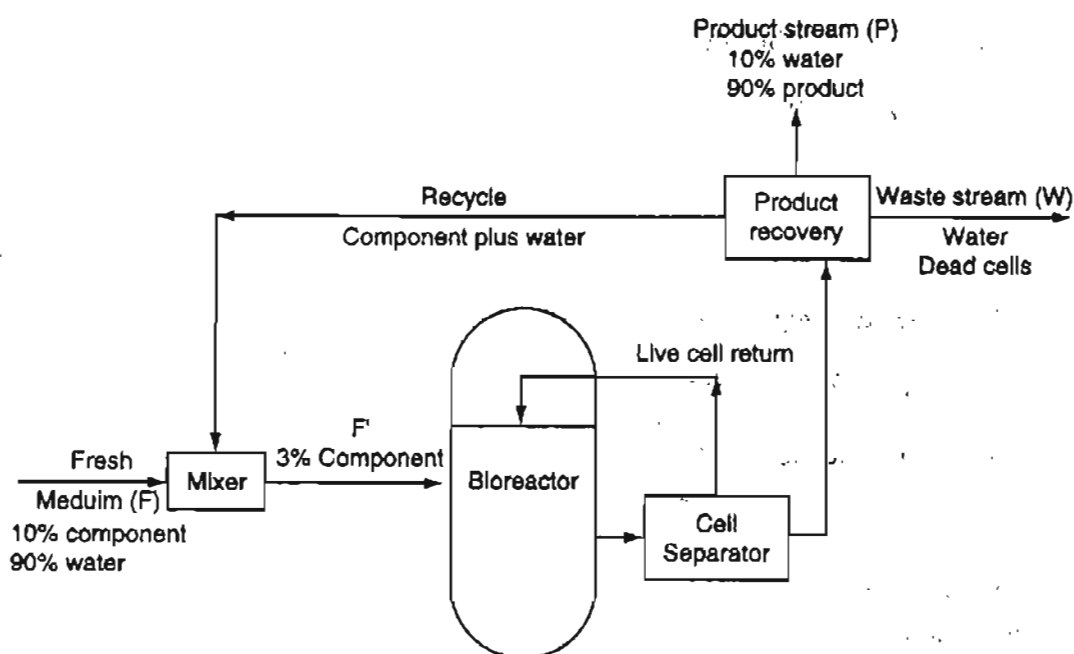 Product stream (P)
10% water
90% product
Recycle
Component plus water
Product
recovery
Waste stream (W)
Water
Dead cells
Live cell return
Fresh
Meduim (F)
10% component
90% water
Mixer
F'
3% Component
Bioreactor
Cell
Separator